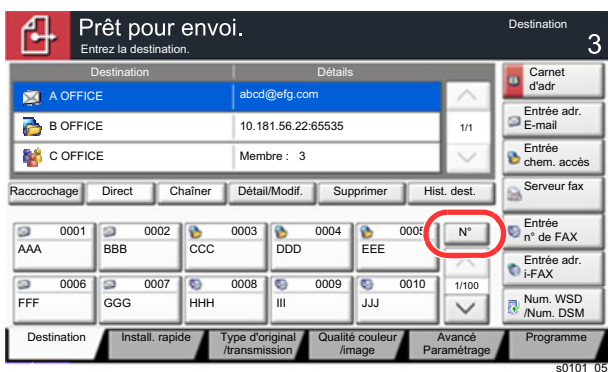 Prêt pour envoi.
Entrez la destination.
Destination
3
Destination Détails
A OFFICE abcd@efg.com
B OFFICE 10.181.56.22:65535
C OFFICE Membre : 3
1/1
Carnet
d'adr
Entrée adr.
E-mail
Entrée
chem. accès
Serveur fax
Entrée
n° de FAX
Entrée adr.
i-FAX
Num. WSD
/Num. DSM
Raccrochage Direct Chaîner Détail/Modif. Supprimer Hist. dest.
0001 0002 0003 0004 0005 N°
AAA BBB CCC DDD EEE
0006 0007 0008 0009 0010 1/100
FFF GGG HHH III JJJ
Destination
Install. rapide
Type d'original
/transmission
Qualité couleur
/image
Avancé
Paramétrage
Programme
s0101_05